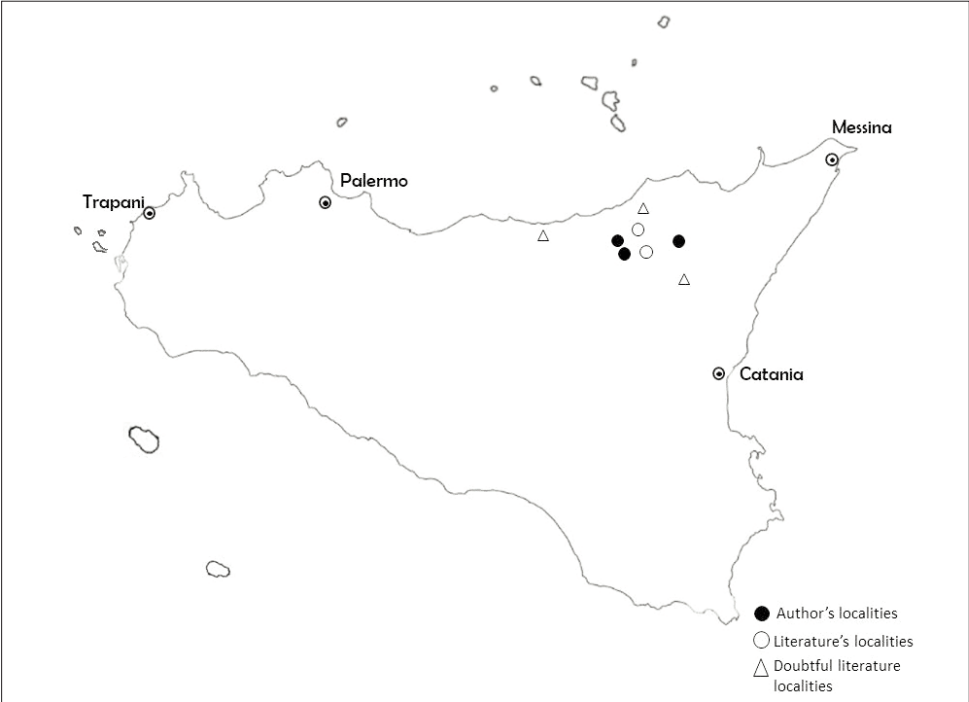 Messina
Palermo
Trapani
Catania
Author's localities
Literature's localities
Doubtful literature
localities